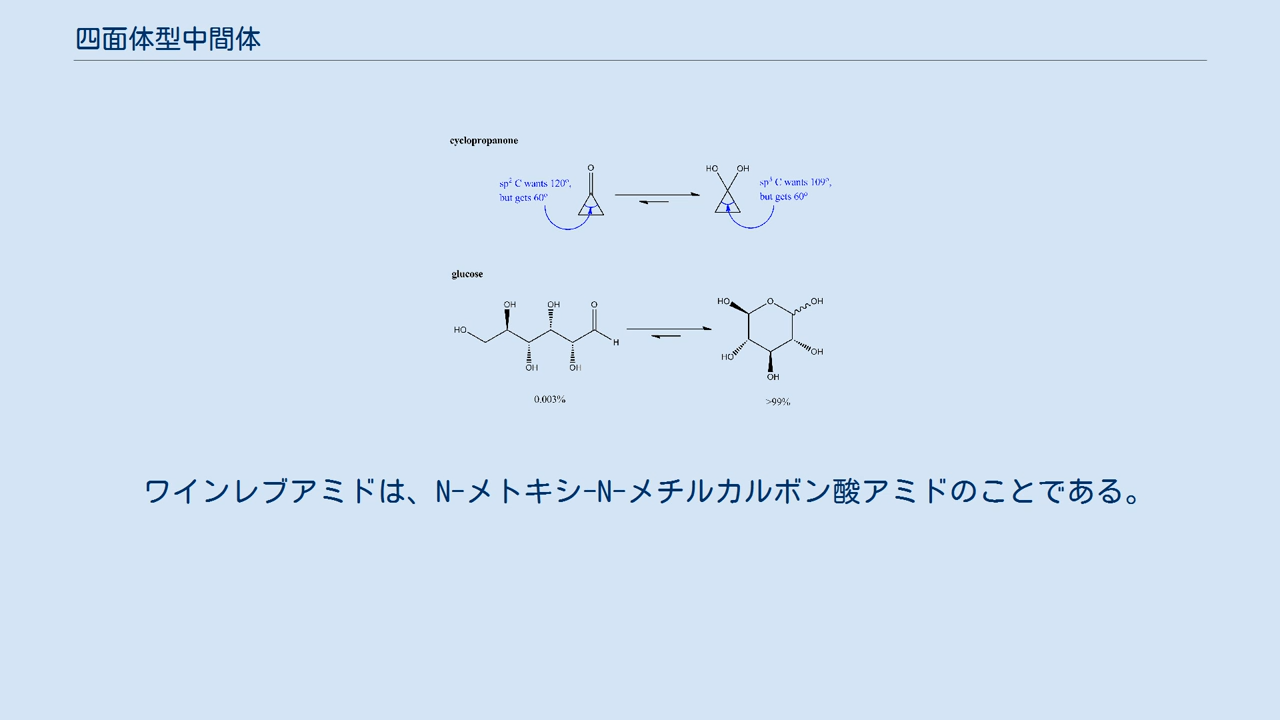 四面体型中間体
cyclopropanone
O
HO OH
sp² C wants 120°,
but gets 60°
sp³ C wants 109°,
but gets 60°
glucose
OH OH O
HO
H
OH OH
HO O OH
HO OH
OH
0.003%
>99%
ワインレブアミドは、N-メトキシ-N-メチルカルボン酸アミドのことである。